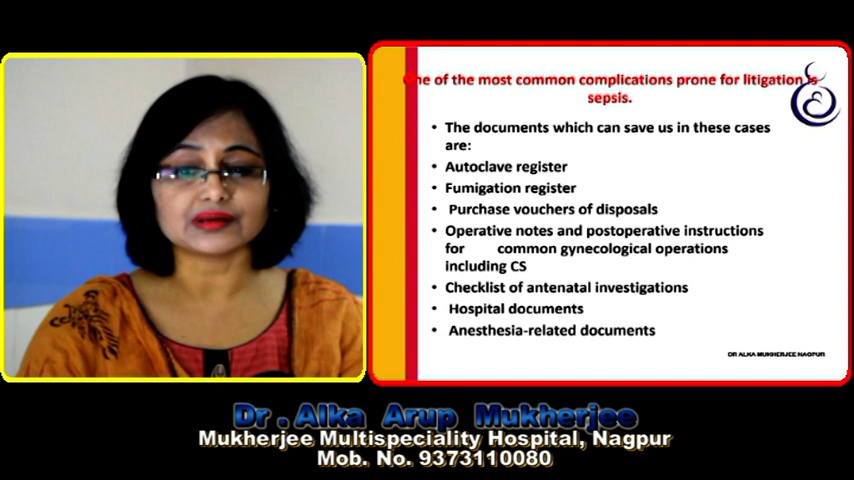 One of the most common complications prone for litigation is
sepsis.
• The documents which can save us in these cases
are:
• Autoclave register
• Fumigation register
• Purchase vouchers of disposals
• Operative notes and postoperative instructions
for common gynecological operations
including CS
• Checklist of antenatal investigations
• Hospital documents
• Anesthesia-related documents
DR ALKA MUKHERJEE NAGPUR
Dr . Alka Arup Mukherjee
Mukherjee Multispeciality Hospital, Nagpur
Mob. No. 9373110080